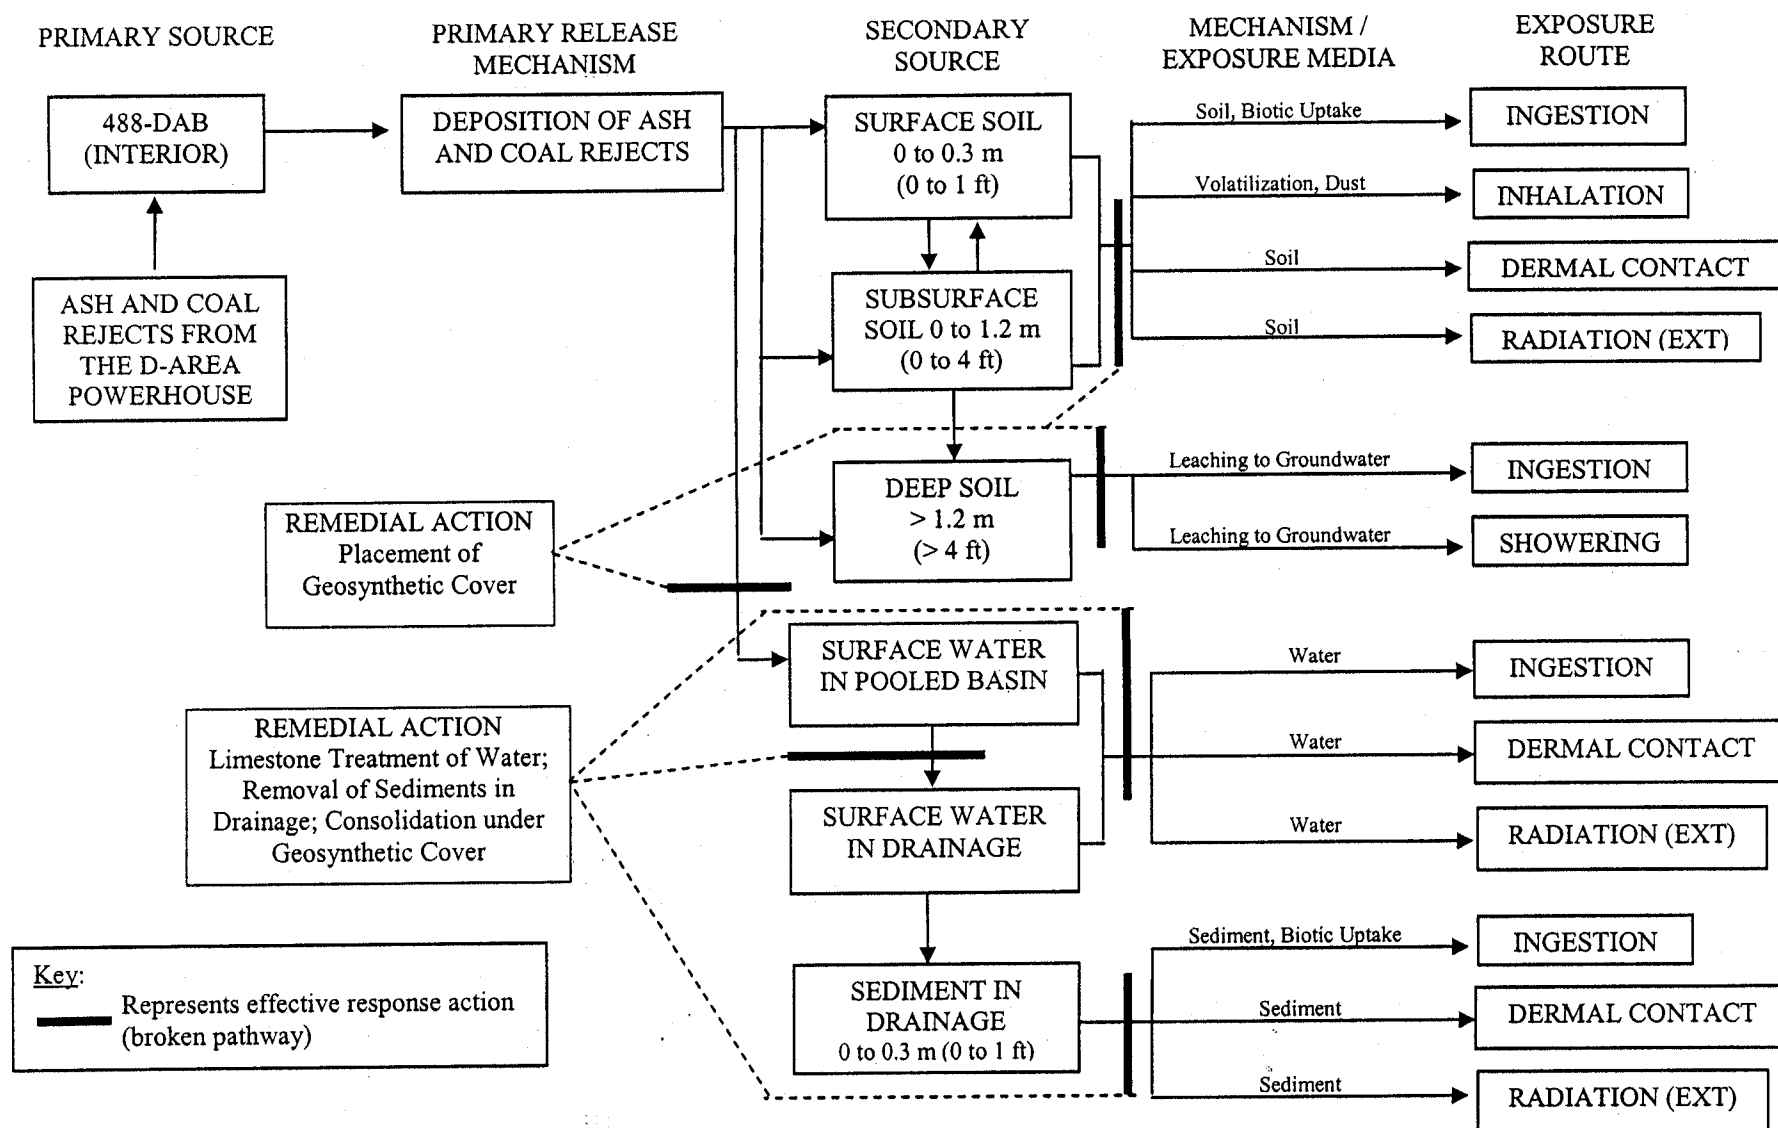 PRIMARY SOURCE
PRIMARY RELEASE
MECHANISM
SECONDARY
SOURCE
MECHANISM /
EXPOSURE MEDIA
EXPOSURE
ROUTE
488-DAB
(INTERIOR)
ASH AND COAL
REJECTS FROM
THE D-AREA
POWERHOUSE
DEPOSITION OF ASH
AND COAL REJECTS
SURFACE SOIL
0 to 0.3 m
(0 to 1 ft)
SUBSURFACE
SOIL 0 to 1.2 m
(0 to 4 ft)
Soil, Biotic Uptake
INGESTION
Volatilization, Dust
INHALATION
Soil
DERMAL CONTACT
Soil
RADIATION (EXT)
DEEP SOIL
> 1.2 m
(> 4 ft)
Leaching to Groundwater
INGESTION
Leaching to Groundwater
SHOWERING
REMEDIAL ACTION
Placement of
Geosynthetic Cover
SURFACE WATER
IN POOLED BASIN
SURFACE WATER
IN DRAINAGE
Water
INGESTION
Water
DERMAL CONTACT
Water
RADIATION (EXT)
REMEDIAL ACTION
Limestone Treatment of Water;
Removal of Sediments in
Drainage; Consolidation under
Geosynthetic Cover
SEDIMENT IN
DRAINAGE
0 to 0.3 m (0 to 1 ft)
Sediment, Biotic Uptake
INGESTION
Sediment
DERMAL CONTACT
Sediment
RADIATION (EXT)
Key:
Represents effective response action
(broken pathway)